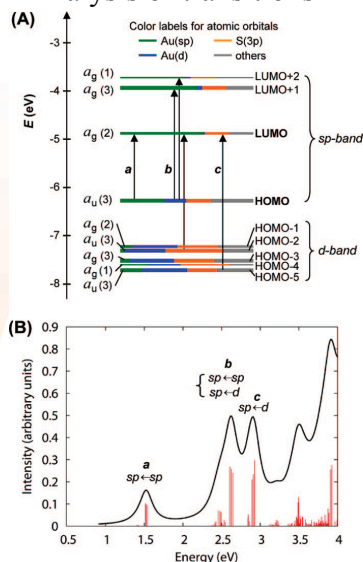 (A)
Color labels for atomic orbitals
Au(sp) S(3p)
Au(d) others
E (eV)
-3
-4
-5
-6
-7
-8
ag (1)
ag (3)
ag (2)
au (3)
ag (2)
au (3)
ag (3)
ag (1)
au (3)
a b c
LUMO+2
LUMO+1
LUMO
HOMO
HOMO-1
HOMO-2
HOMO-3
HOMO-4
HOMO-5
sp-band
d-band
(B)
Intensity (arbitrary units)
0.9
0.8
0.7
0.6
0.5
0.4
0.3
0.2
0.1
0
b
sp←sp
sp←d
c
sp←d
a
sp←sp
0.5 1 1.5 2 2.5 3 3.5 4
Energy (eV)